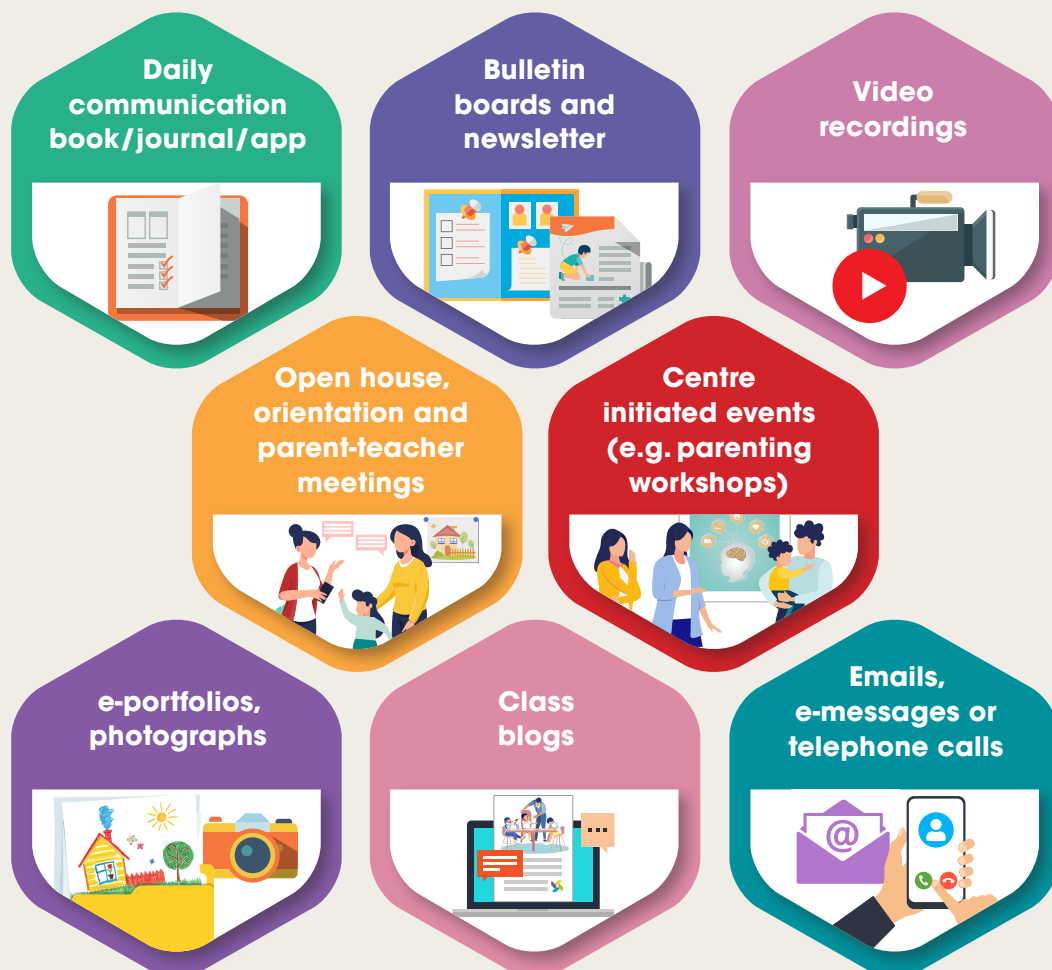 Daily
communication
book/journal/app
Bulletin
boards and
newsletter
Video
recordings
Open house,
orientation and
parent-teacher
meetings
Centre
initiated events
(e.g. parenting
workshops)
e-portfolios,
photographs
Class
blogs
Emails,
e-messages or
telephone calls
@